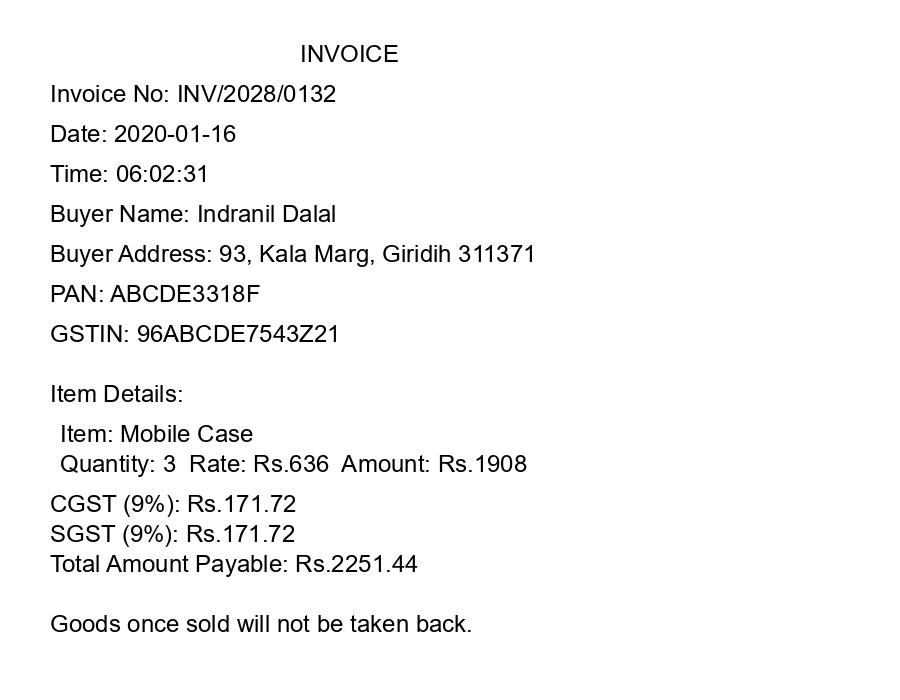 INVOICE
Invoice No: INV/2028/0132
Date: 2020-01-16
Time: 06:02:31
Buyer Name: Indranil Dalal
Buyer Address: 93, Kala Marg, Giridih 311371
PAN: ABCDE3318F
GSTIN: 96ABCDE7543Z21
Item Details:
Item: Mobile Case
Quantity: 3  Rate: Rs.636  Amount: Rs.1908
CGST (9%): Rs.171.72
SGST (9%): Rs.171.72
Total Amount Payable: Rs.2251.44
Goods once sold will not be taken back.